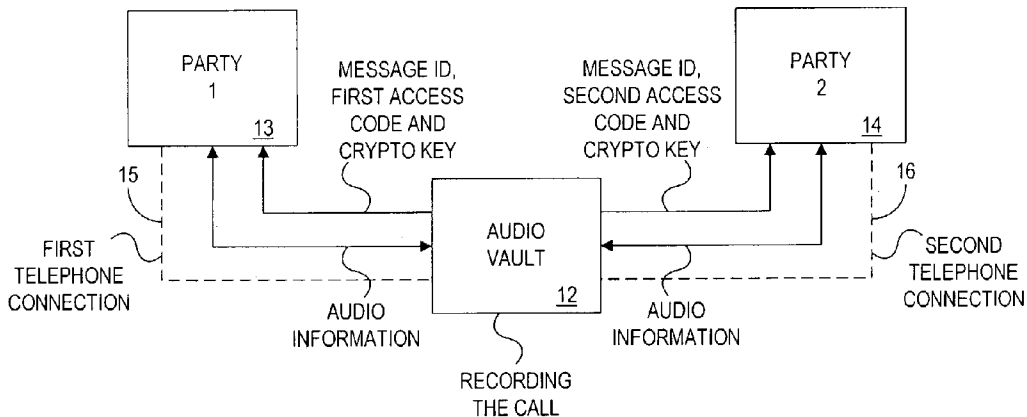 PARTY
1
13
MESSAGE ID,
FIRST ACCESS
CODE AND
CRYPTO KEY
MESSAGE ID,
SECOND ACCESS
CODE AND
CRYPTO KEY
PARTY
2
14
15
16
FIRST
TELEPHONE
CONNECTION
AUDIO
VAULT
12
SECOND
TELEPHONE
CONNECTION
AUDIO
INFORMATION
AUDIO
INFORMATION
RECORDING
THE CALL